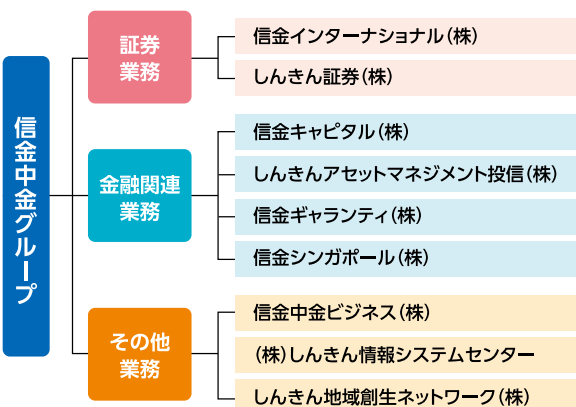 信金中金グループ
証券
業務
信金インターナショナル(株)
しんきん証券(株)
金融関連
業務
信金キャピタル(株)
しんきんアセットマネジメント投信(株)
信金ギャランティ(株)
信金シンガポール(株)
その他
業務
信金中金ビジネス(株)
(株)しんきん情報システムセンター
しんきん地域創生ネットワーク(株)